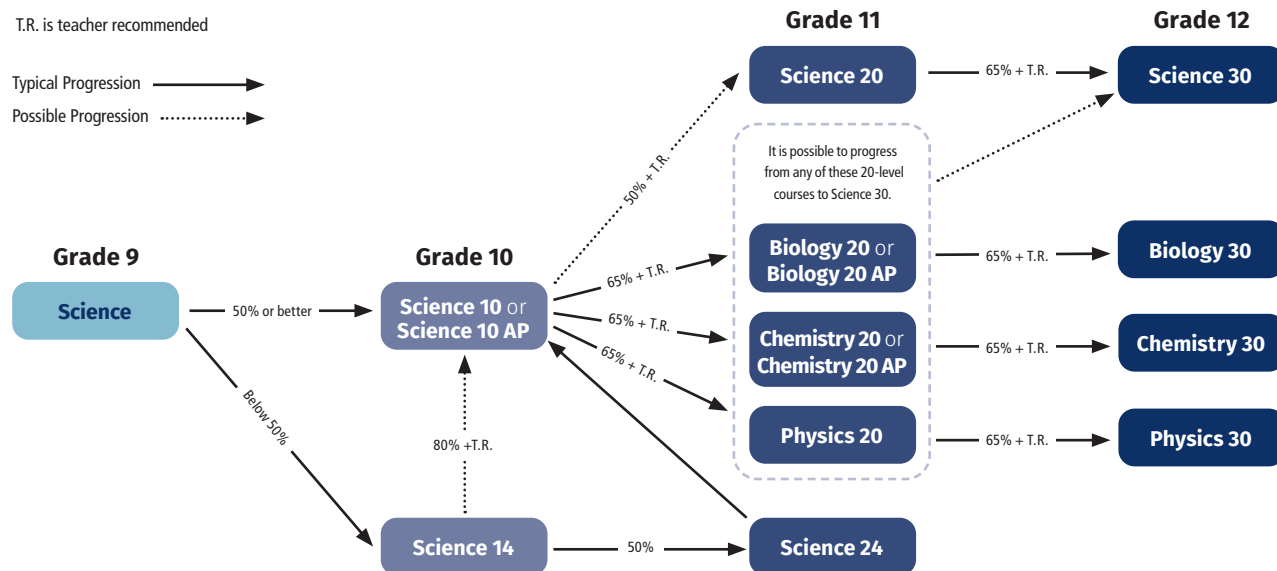 T.R. is teacher recommended
Typical Progression
Possible Progression
Grade 9
Grade 10
Grade 11
Grade 12
Science
50% or better
Below 50%
Science 10 or
Science 10 AP
80% +T.R.
Science 14
50%
50% + T.R.
65% + T.R.
65% + T.R.
65% + T.R.
Science 20
It is possible to progress
from any of these 20-level
courses to Science 30.
Biology 20 or
Biology 20 AP
Chemistry 20 or
Chemistry 20 AP
Physics 20
Science 24
65% + T.R.
65% + T.R.
65% + T.R.
65% + T.R.
Science 30
Biology 30
Chemistry 30
Physics 30